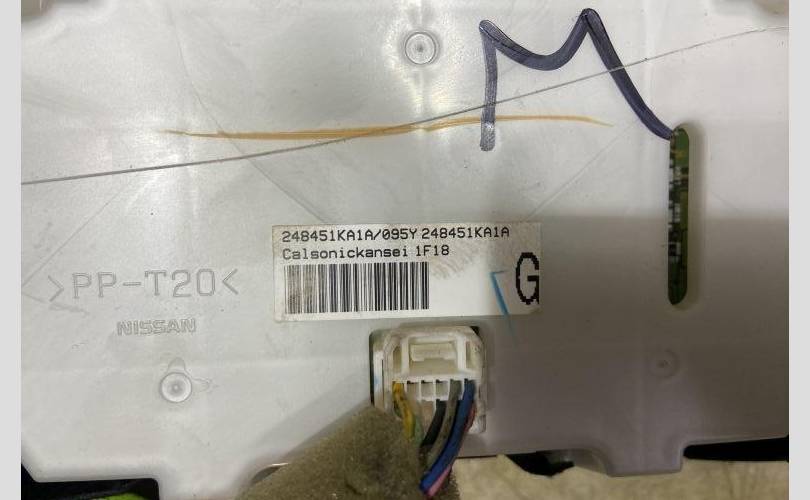 M
248451KA1A/095Y 248451KA1A
Calsonickansei 1F18
G
>PP-T20<
NISSAN